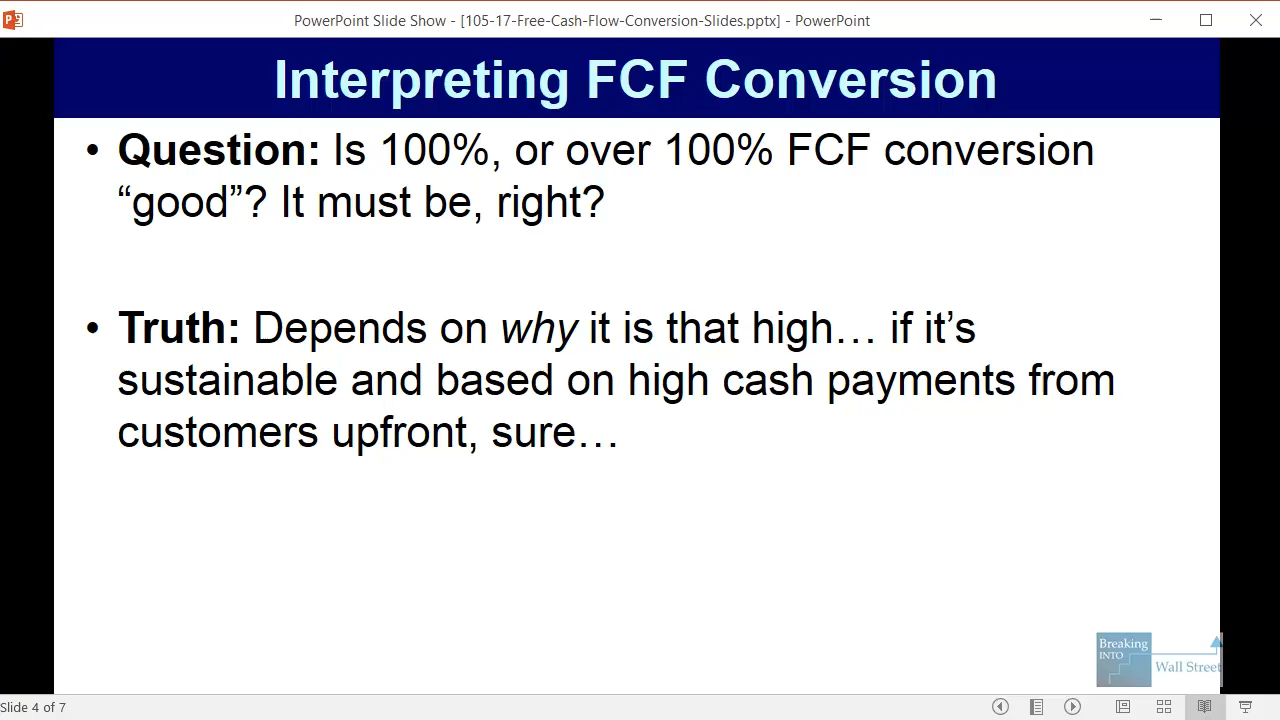 PowerPoint Slide Show - [105-17-Free-Cash-Flow-Conversion-Slides.pptx] - PowerPoint
Interpreting FCF Conversion
• Question: Is 100%, or over 100% FCF conversion
“good”? It must be, right?
• Truth: Depends on why it is that high… if it’s
sustainable and based on high cash payments from
customers upfront, sure…
Breaking
INTO
Wall Street
Slide 4 of 7